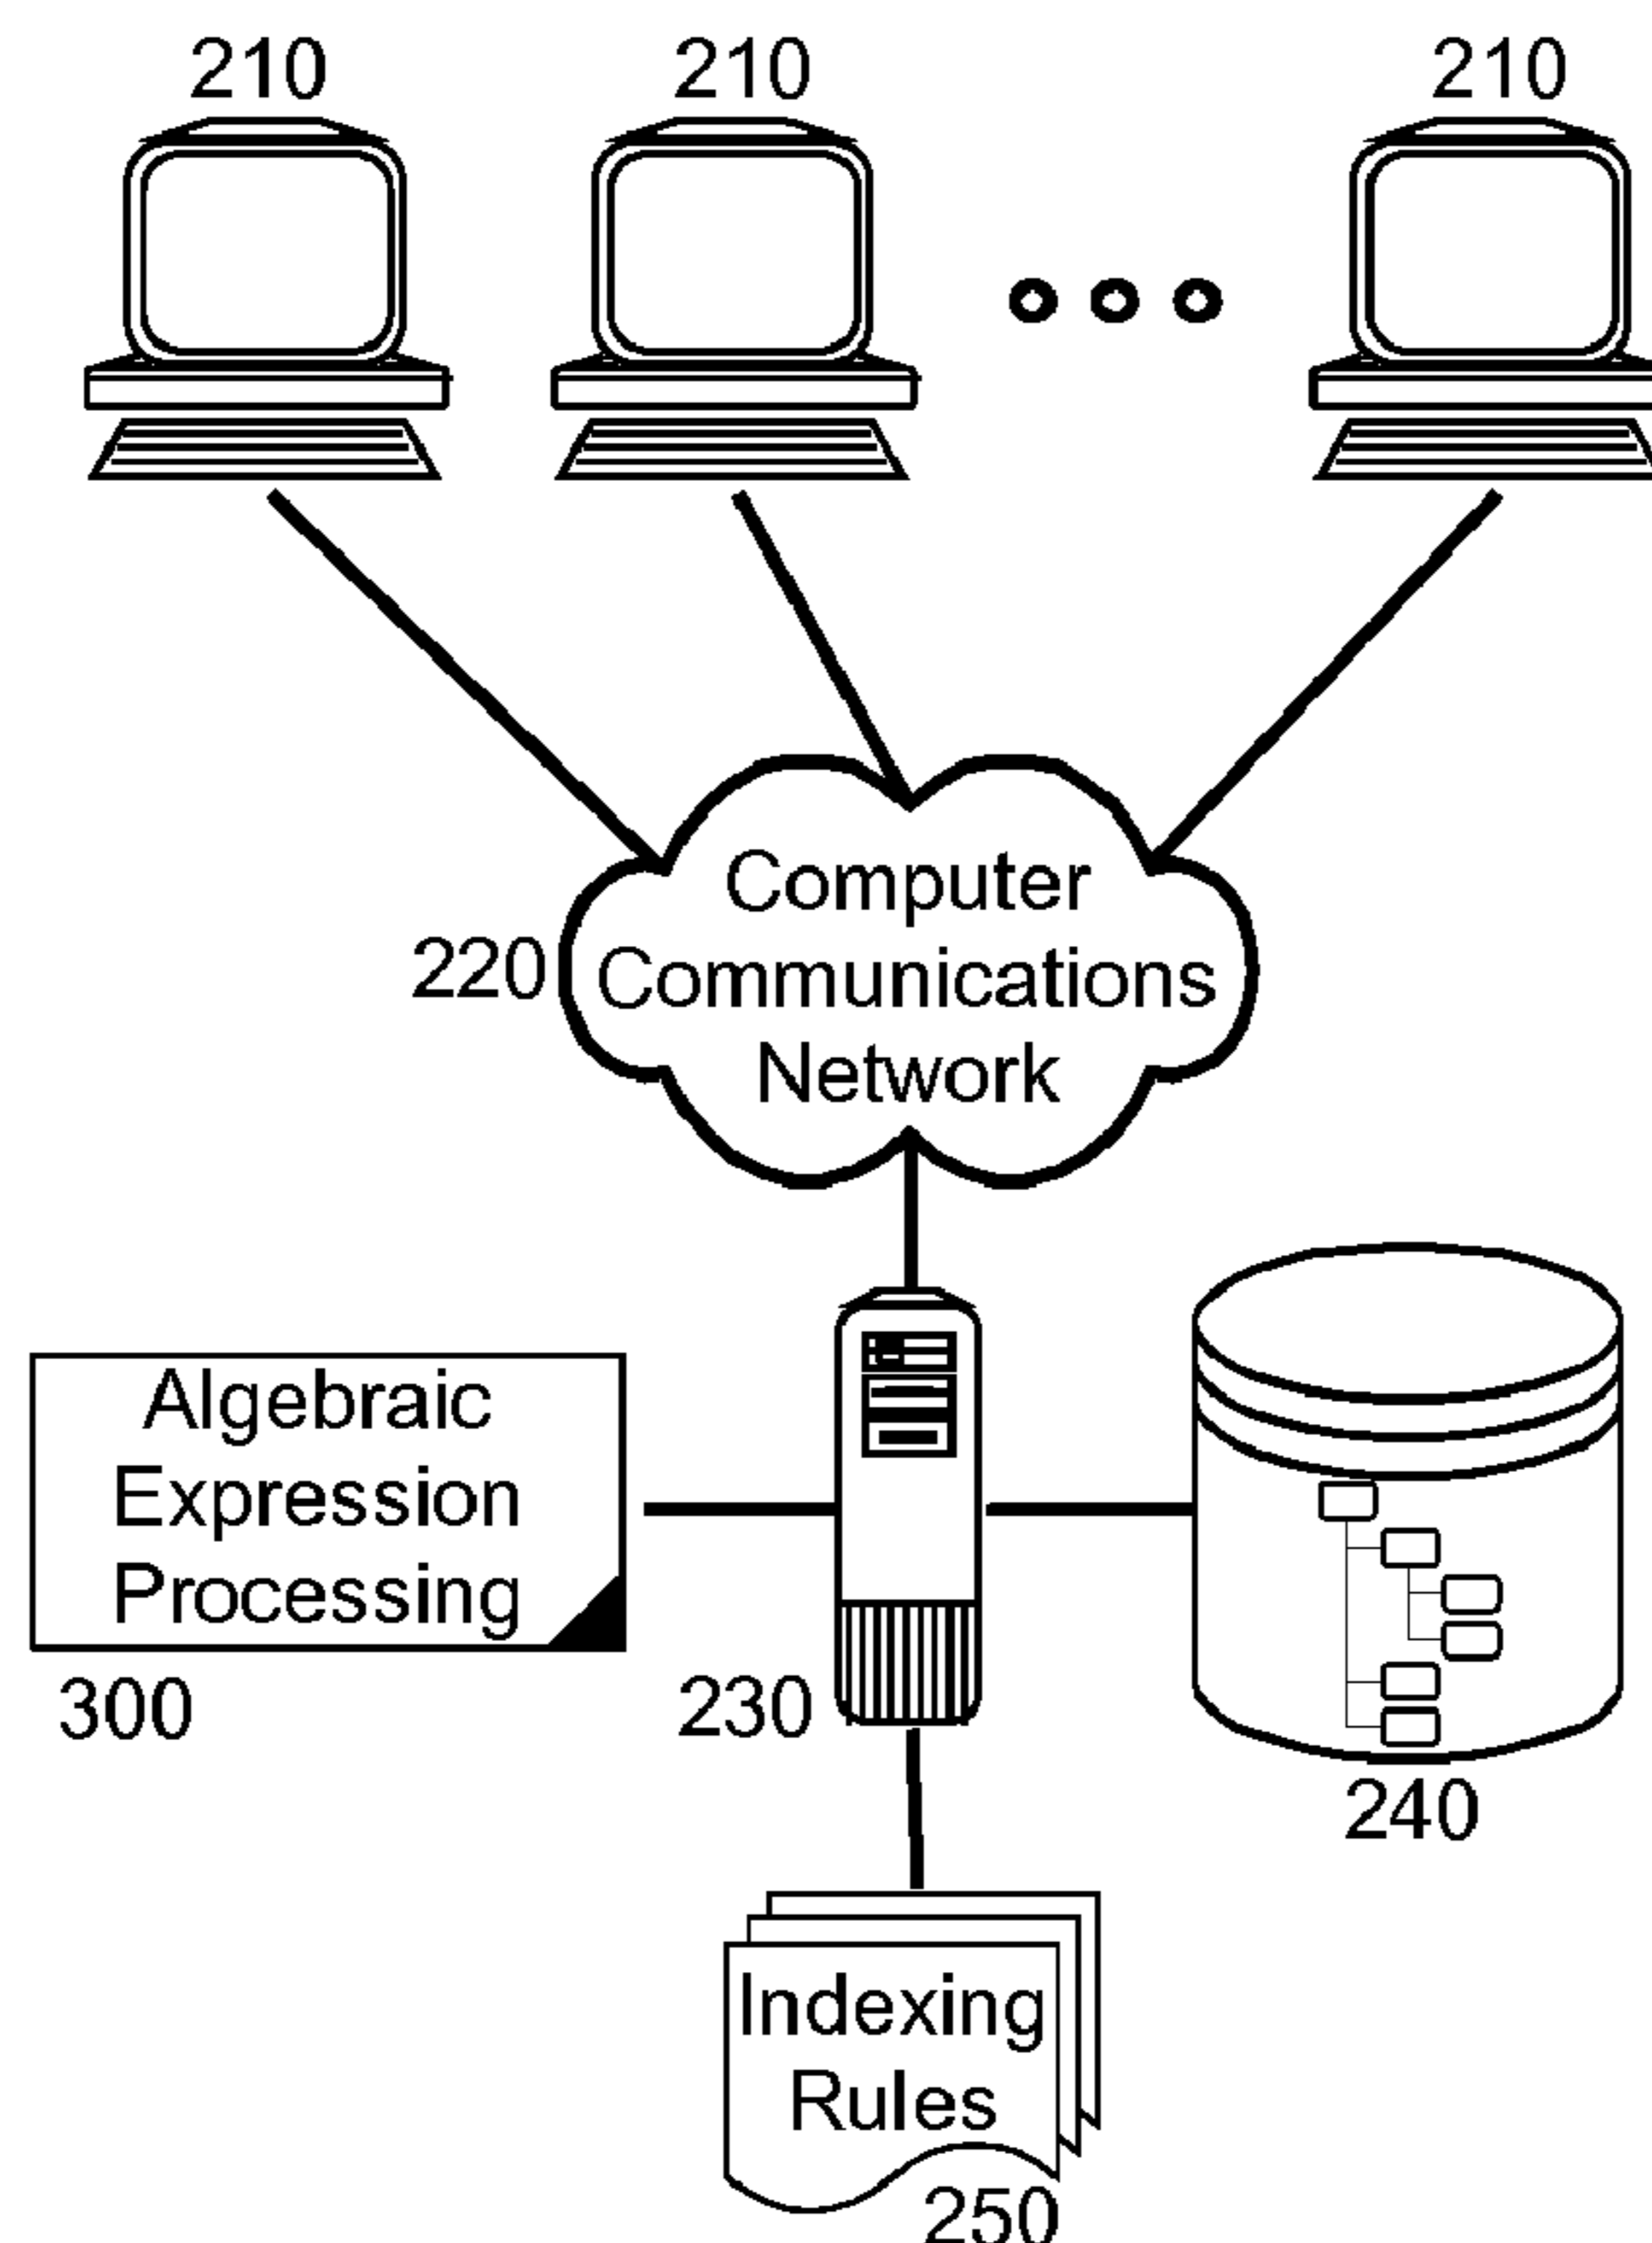 210 210 210
Computer
220
Communications
Network
Algebraic
Expression
Processing
300
230
240
Indexing
Rules
250